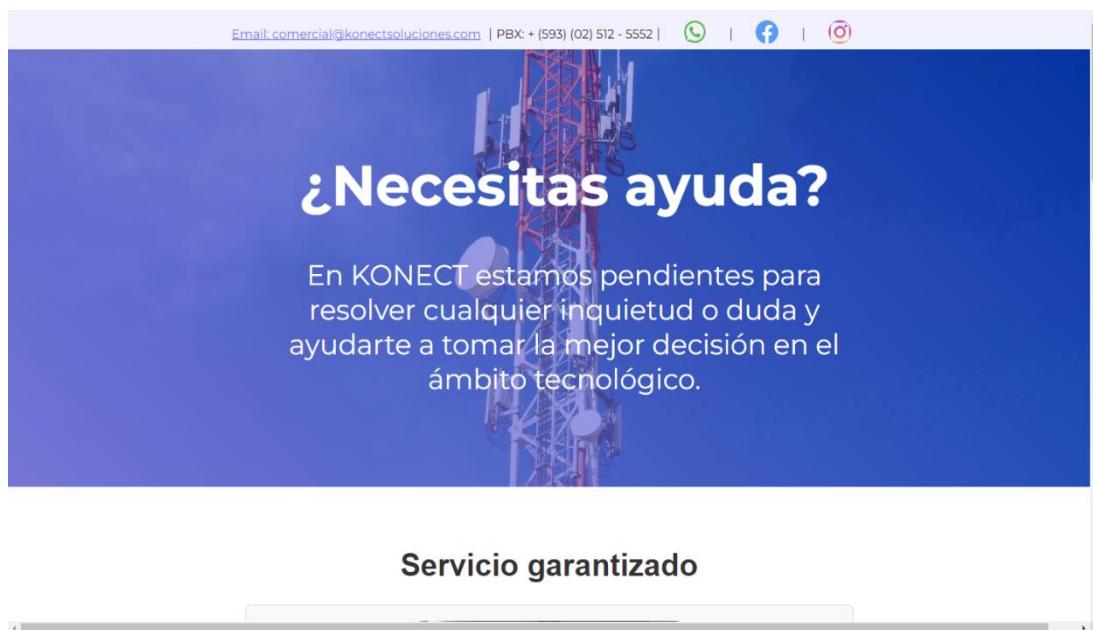 Email: comercial@konectsoluciones.com | PBX: + (593) (02) 512 - 5552 | | |
¿Necesitas ayuda?
En KONECT estamos pendientes para
resolver cualquier inquietud o duda y
ayudarte a tomar la mejor decisión en el
ámbito tecnológico.
Servicio garantizado